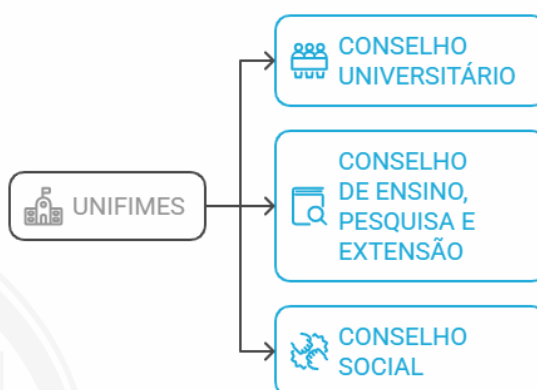 CONSELHO
UNIVERSITÁRIO
CONSELHO
DE ENSINO,
PESQUISA E
EXTENSÃO
UNIFIMES
CONSELHO
SOCIAL